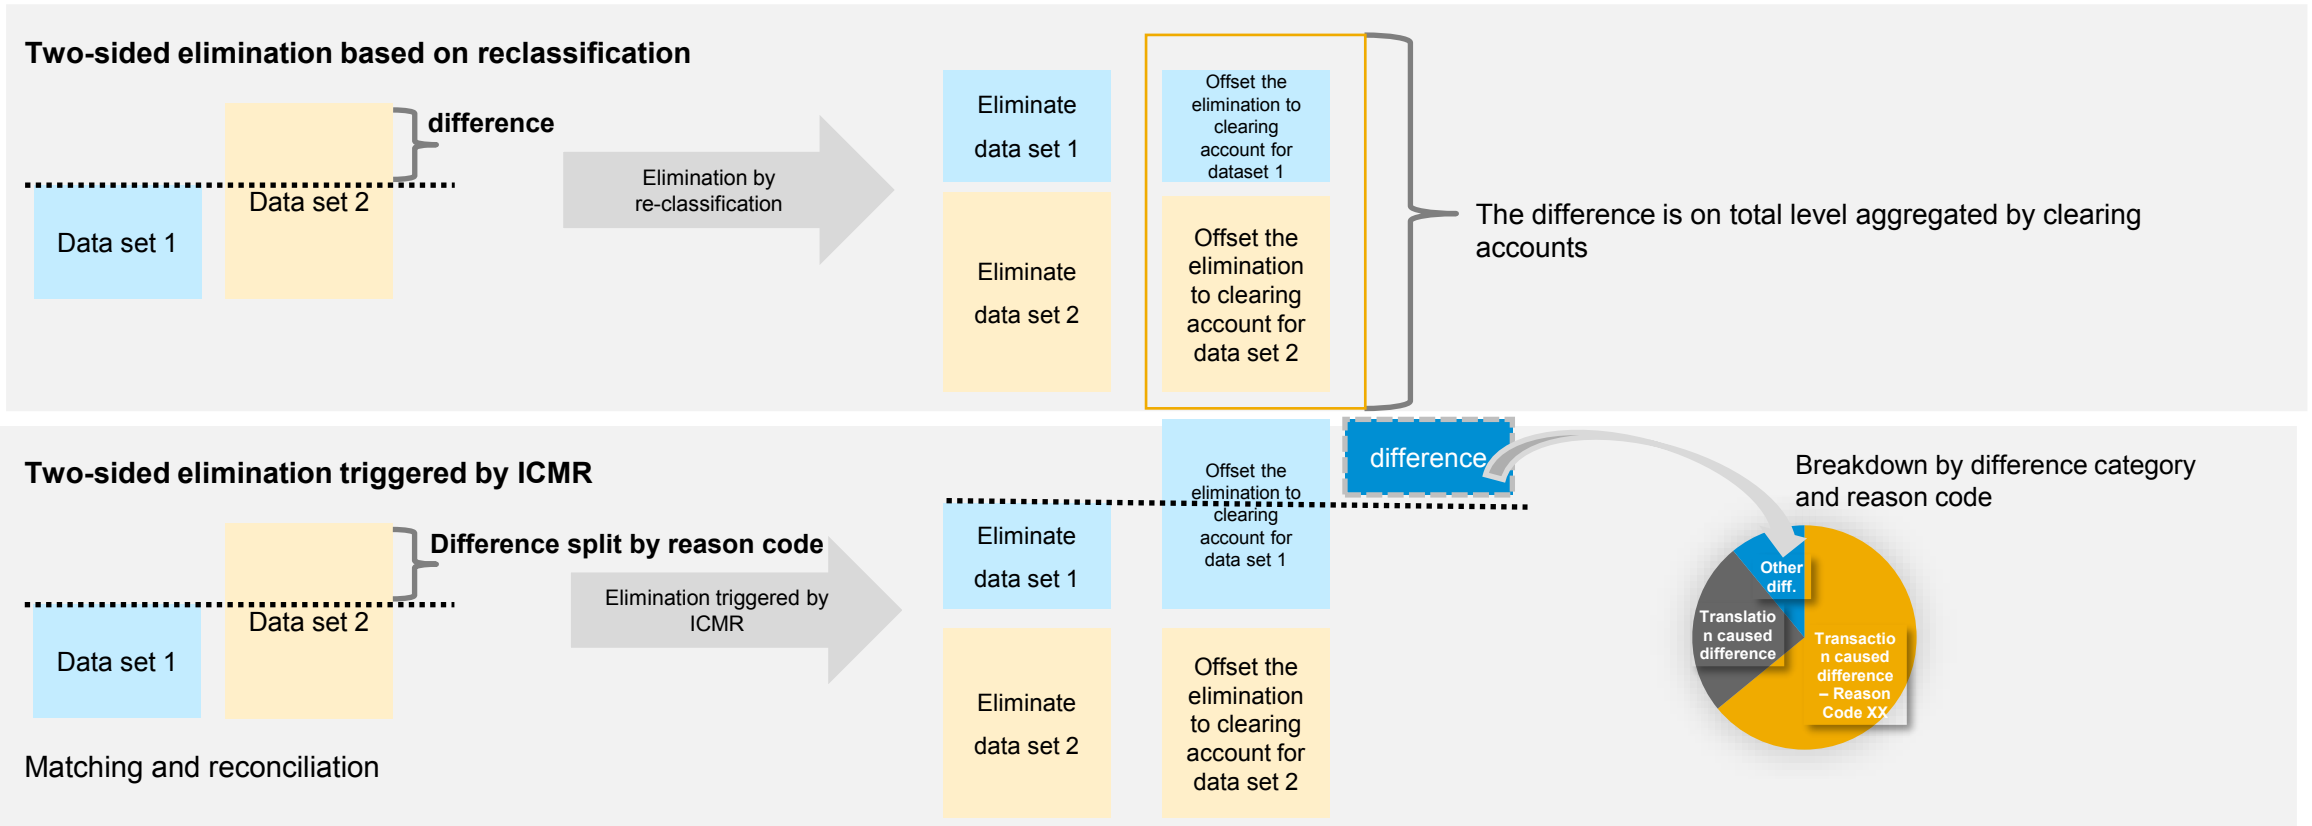 Two-sided elimination based on reclassification
difference
Data set 1
Data set 2
Elimination by
re-classification
Eliminate
data set 1
Offset the
elimination to
clearing
account for
dataset 1
Eliminate
data set 2
Offset the
elimination
to clearing
account for
data set 2
The difference is on total level aggregated by clearing
accounts
Two-sided elimination triggered by ICMR
Difference split by reason code
Data set 1
Data set 2
Matching and reconciliation
Elimination triggered by
ICMR
Eliminate
data set 1
Offset the
elimination to
clearing
account for
data set 1
difference
Eliminate
data set 2
Offset the
elimination
to clearing
account for
data set 2
Breakdown by difference category
and reason code
Other
diff.
Translatio
n caused
difference
Transactio
n caused
difference
– Reason
Code XX